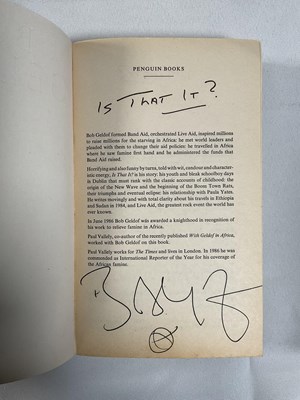 PENGUIN BOOKS
Is That It?
Bob Geldof formed Band Aid, orchestrated Live Aid, inspired millions
to raise millions for the starving in Africa: he met world leaders and
pleaded with them to change their aid policies; he travelled in Africa
where he saw famine first hand and administered the funds that
Band Aid raised.
Horrifying and also funny by turns, told with wit, candour and character-
istic energy, Is That It? is his story: his youth and bleak schoolboy days
in Dublin that must rank with the classic accounts of childhood; the
origin of the New Wave and the beginning of the Boom Town Rats,
their triumphs and eventual eclipse; his relationship with Paula Yates.
He writes movingly and with total clarity about his travels in Ethiopia
and Sudan in 1984, and Live Aid, the greatest rock event the world has
ever known.
In June 1986 Bob Geldof was awarded a knighthood in recognition of
his work to relieve famine in Africa.
Paul Vallely, co-author of the recently published With Geldof in Africa,
worked with Bob Geldof on this book.
Paul Vallely works for The Times and lives in London. In 1986 he was
commended as International Reporter of the Year for his coverage of
the African famine.